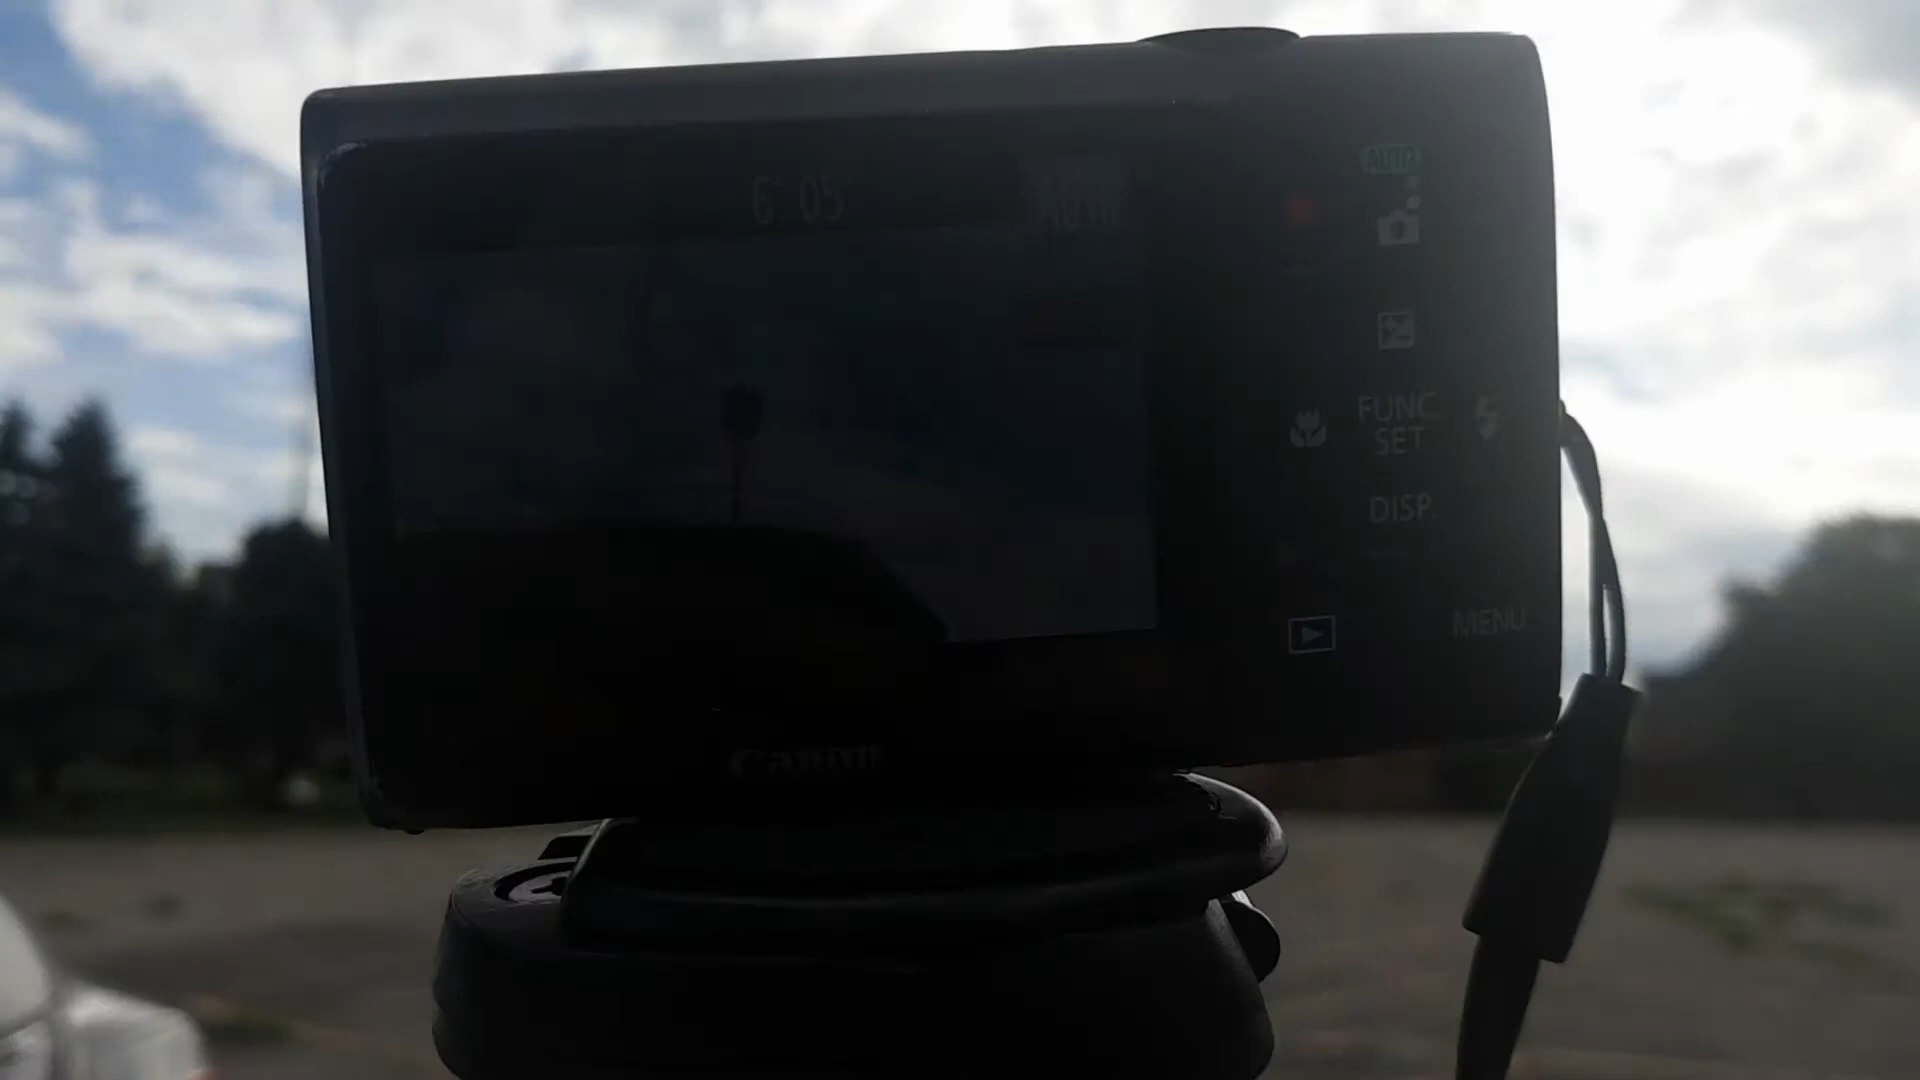 6' 05"
AUTO
FUNC.
SET
DISP.
MENU
Canon